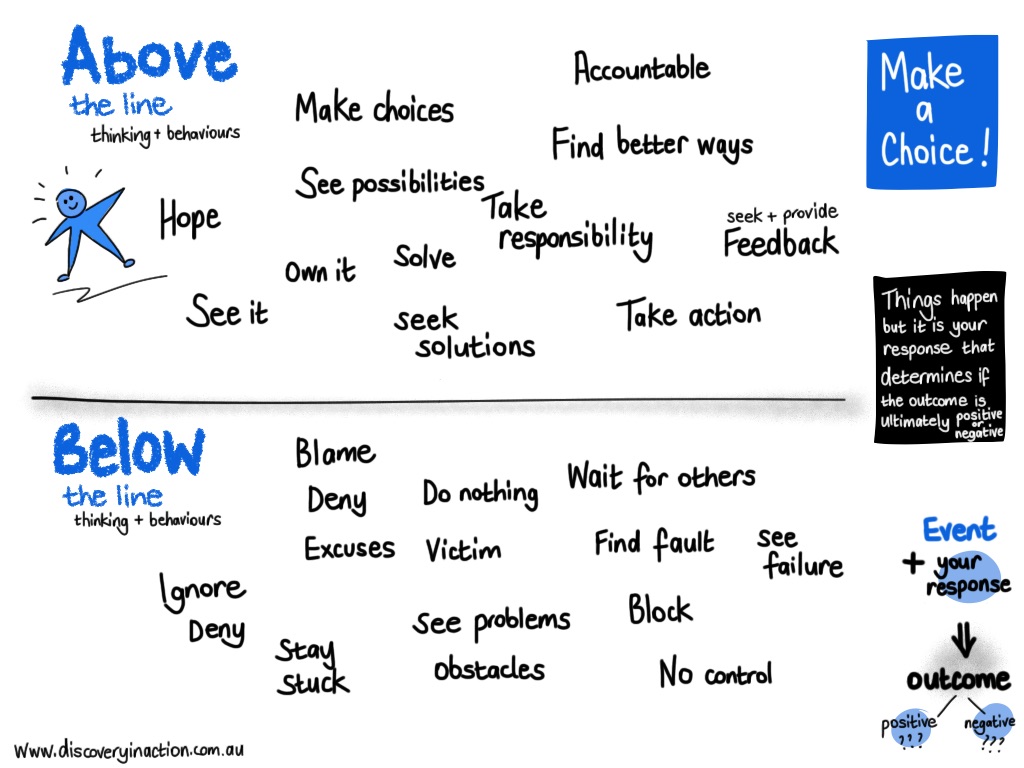 Above
the line
thinking + behaviours
Accountable
Make choices
Find better ways
See possibilities
Take
responsibility
seek + provide
Feedback
Hope
Own it
Solve
See it
seek
solutions
Take action
Make
a
Choice!
Things happen
but it is your
response that
determines if
the outcome is
ultimately positive
or
negative
Below
the line
thinking + behaviours
Blame
Deny
Do nothing
Wait for others
Excuses
Victim
Find fault
see
failure
Ignore
Deny
Stay
Stuck
See problems
Obstacles
Block
No control
Event
+ your
response
outcome
positive
???
negative
???
www.discoveryinaction.com.au